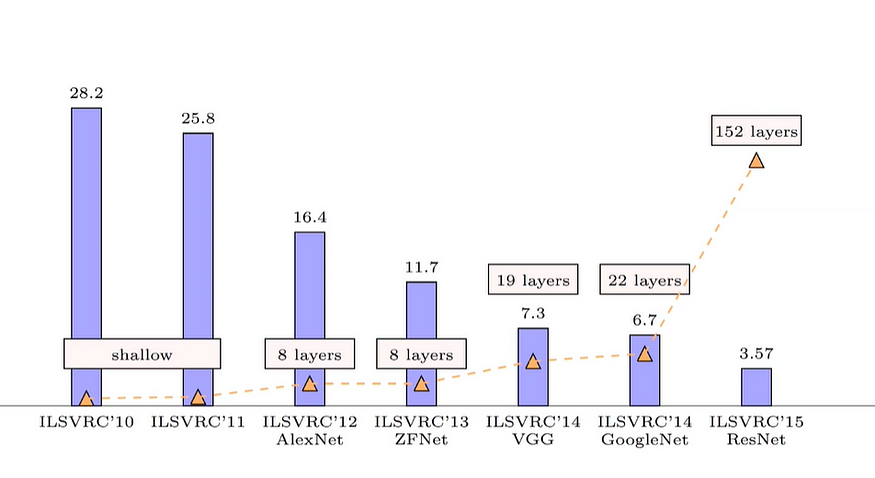 28.2
25.8
16.4
11.7
7.3
6.7
3.57
152 layers
19 layers
22 layers
shallow
8 layers
8 layers
ILSVRC'10
ILSVRC'11
ILSVRC'12
AlexNet
ILSVRC'13
ZFNet
ILSVRC'14
VGG
ILSVRC'14
GoogleNet
ILSVRC'15
ResNet